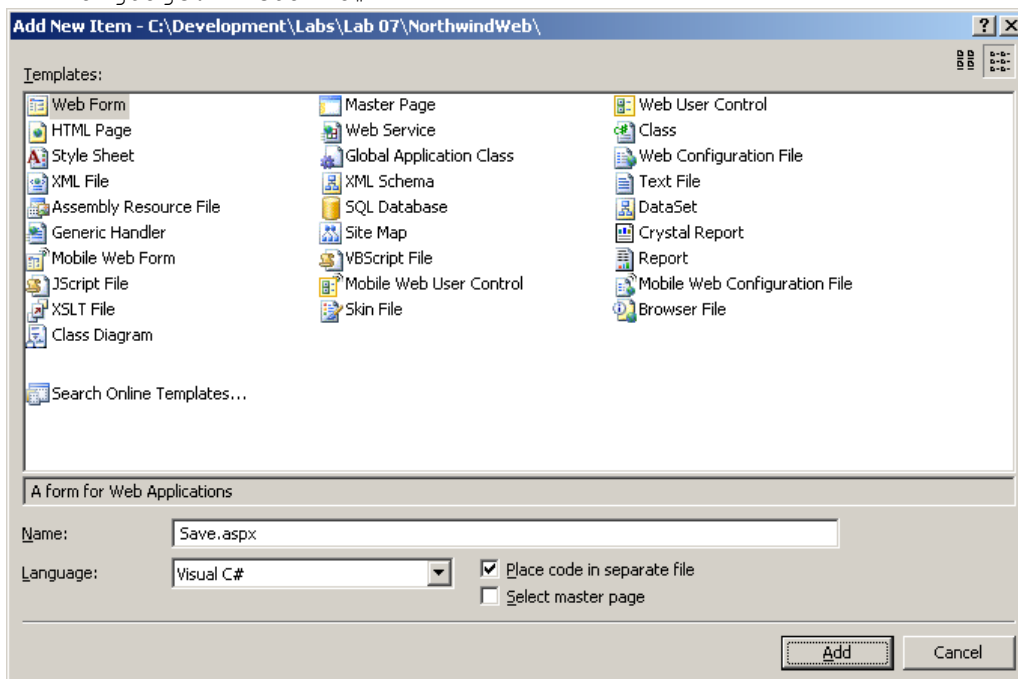 Add New Item - C:\Development\Labs\Lab 07\NorthwindWeb\
Templates:
Web Form Master Page Web User Control
HTML Page Web Service Class
Style Sheet Global Application Class Web Configuration File
XML File XML Schema Text File
Assembly Resource File SQL Database DataSet
Generic Handler Site Map Crystal Report
Mobile Web Form VBScript File Report
JScript File Mobile Web User Control Mobile Web Configuration File
XSLT File Skin File Browser File
Class Diagram
Search Online Templates...
A form for Web Applications
Name: Save.aspx
Language: Visual C# Place code in separate file
Select master page
Add Cancel